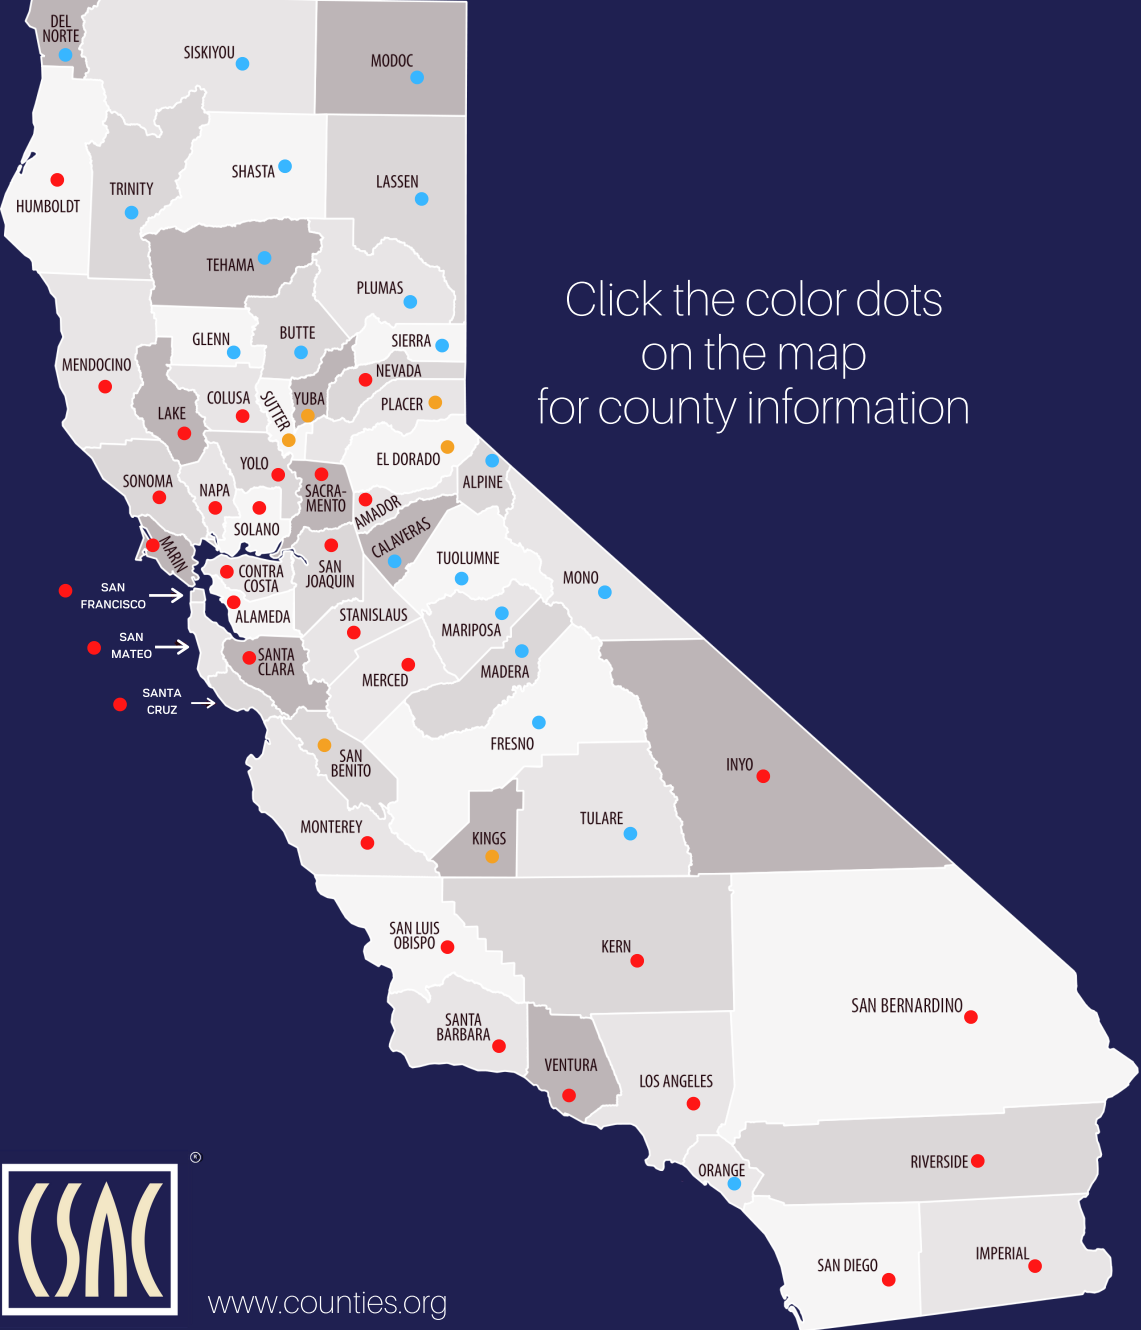 DEL
NORTE
SISKIYOU
MODOC
HUMBOLDT
TRINITY
SHASTA
LASSEN
TEHAMA
PLUMAS
Click the color dots
on the map
for county information
GLENN
BUTTE
SIERRA
MENDOCINO
NEVADA
LAKE
COLUSA
SUTTER
YUBA
PLACER
EL DORADO
SONOMA
NAPA
YOLO
SACRA-
MENTO
ALPINE
SOLANO
AMADOR
MARIN
CALAVERAS
CONTRA
COSTA
SAN
JOAQUIN
TUOLUMNE
MONO
SAN
FRANCISCO
ALAMEDA
STANISLAUS
MARIPOSA
SAN
MATEO
SANTA
CLARA
MERCED
MADERA
SANTA
CRUZ
FRESNO
SAN
BENITO
INYO
MONTEREY
KINGS
TULARE
SAN LUIS
OBISPO
KERN
SAN BERNARDINO
SANTA
BARBARA
VENTURA
LOS ANGELES
ORANGE
RIVERSIDE
SAN DIEGO
IMPERIAL
®
CSAC
www.counties.org